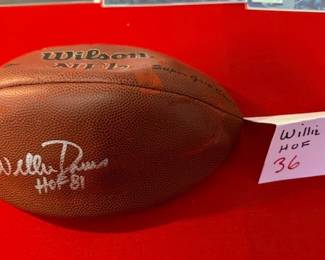 Wilson
NFL
Willie Davis
HOF 81
Willie
HOF
36